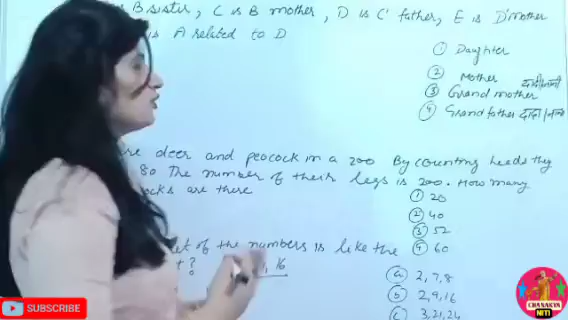 B sister, C is B mother, D is C' father, E is D'mother
is A related to D
① Daughter
② Mother
③ Grand mother दादी/नानी
④ Grand father दादा/नाना
re deer and peacock in a zoo By counting heads they
80 The number of their legs is 200. How many
cocks are there
① 20
② 40
③ 52
④ 60
et of the numbers is like the
t?
, 16
ⓐ 2,7,8
ⓑ 2,9,16
ⓒ 3,21,24
SUBSCRIBE
CHANAKYA
NITI